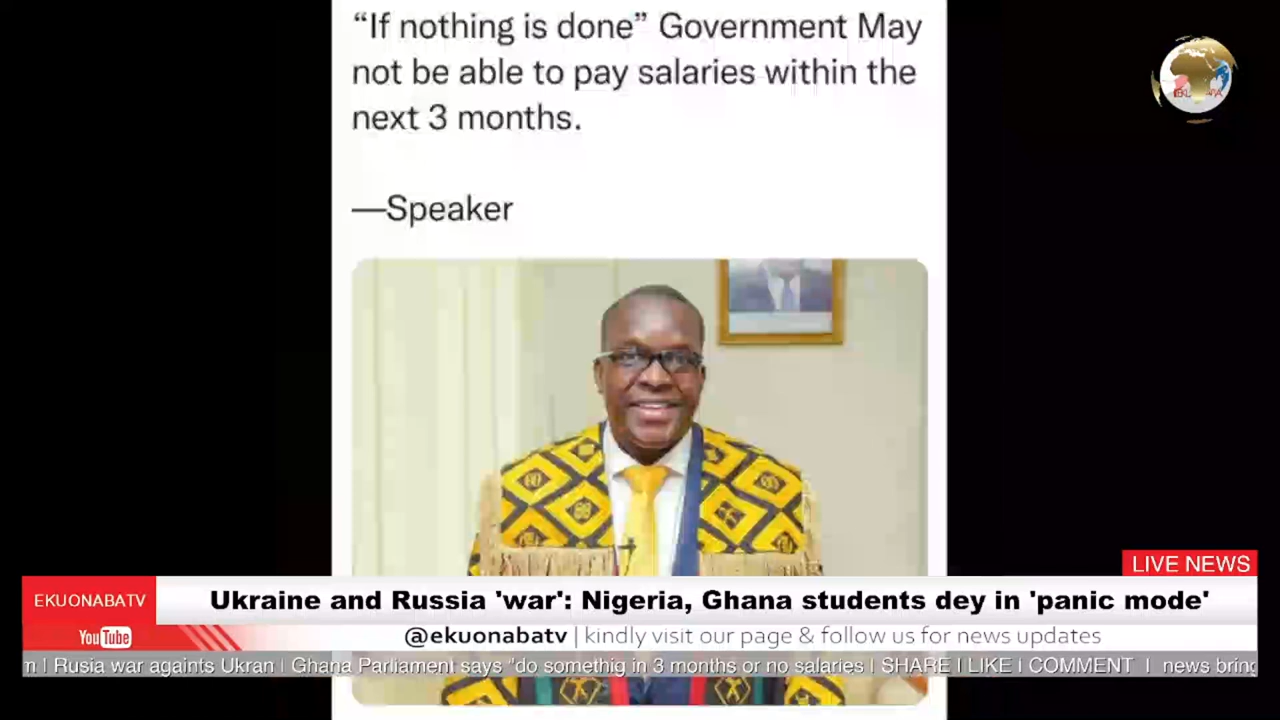 “If nothing is done” Government May
not be able to pay salaries within the
next 3 months.
—Speaker
LIVE NEWS
EKUONABATV
Ukraine and Russia 'war': Nigeria, Ghana students dey in 'panic mode'
YouTube
@ekuonabatv | kindly visit our page & follow us for news updates
| Rusia war againts Ukran | Ghana Parliament says "do somethig in 3 months or no salaries | SHARE | LIKE | COMMENT | news